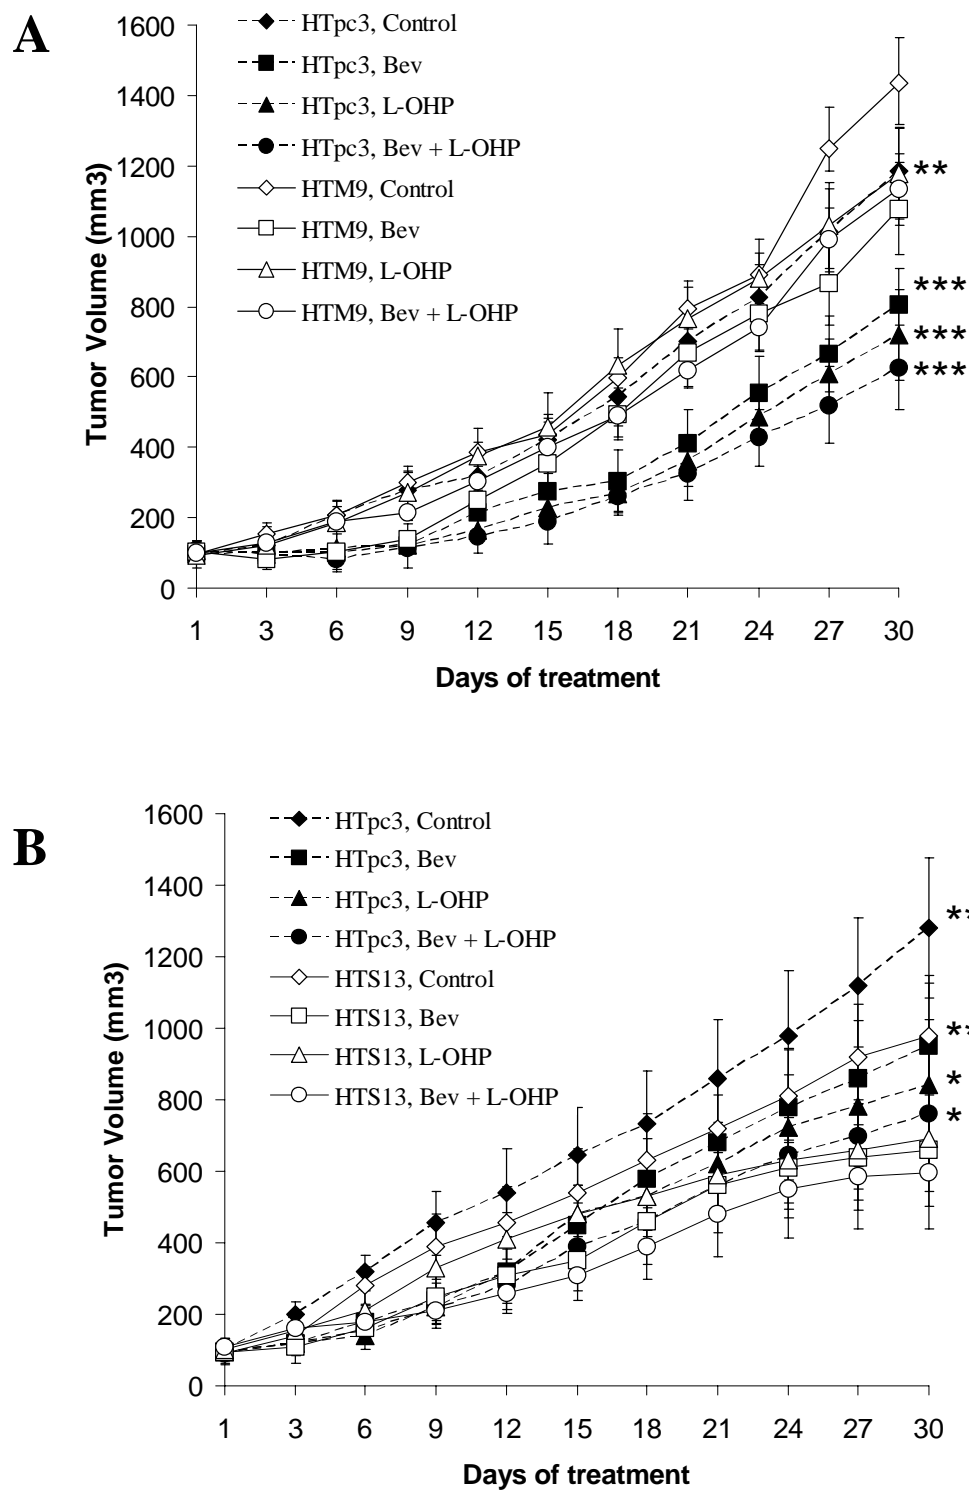 A
1600
1400
1200
1000
800
600
400
200
0
Tumor Volume (mm3)
HTpc3, Control
HTpc3, Bev
HTpc3, L-OHP
HTpc3, Bev + L-OHP
HTM9, Control
HTM9, Bev
HTM9, L-OHP
HTM9, Bev + L-OHP
**
***
***
***
1 3 6 9 12 15 18 21 24 27 30
Days of treatment
B
1600
1400
1200
1000
800
600
400
200
0
Tumor Volume (mm3)
HTpc3, Control
HTpc3, Bev
HTpc3, L-OHP
HTpc3, Bev + L-OHP
HTS13, Control
HTS13, Bev
HTS13, L-OHP
HTS13, Bev + L-OHP
**
**
*
*
1 3 6 9 12 15 18 21 24 27 30
Days of treatment